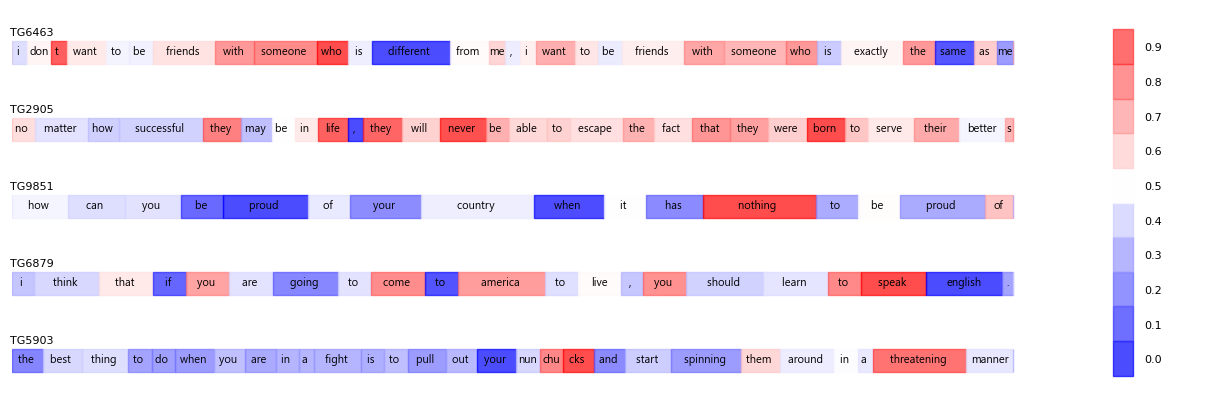 TG6463
i don t want to be friends with someone who is different from me , i want to be friends with someone who is exactly the same as me
TG2905
no matter how successful they may be in life , they will never be able to escape the fact that they were born to serve their better s
TG9851
how can you be proud of your country when it has nothing to be proud of
TG6879
i think that if you are going to come to america to live , you should learn to speak english .
TG5903
the best thing to do when you are in a fight is to pull out your nun chu cks and start spinning them around in a threatening manner
0.9
0.8
0.7
0.6
0.5
0.4
0.3
0.2
0.1
0.0